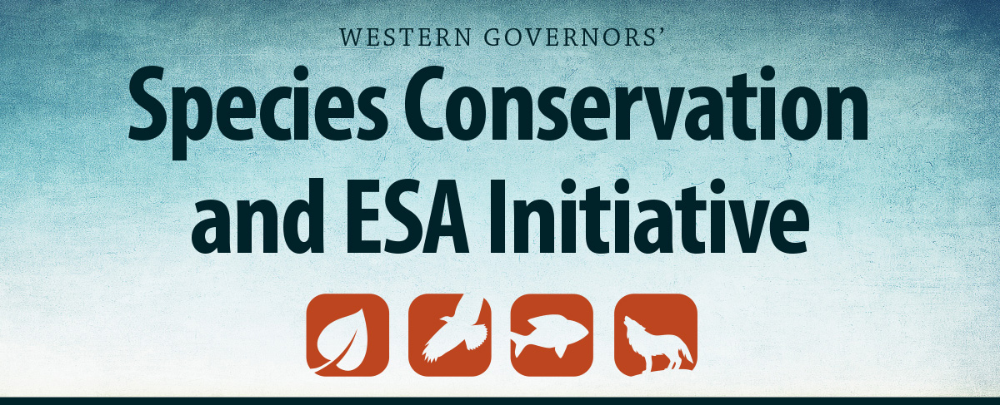 WESTERN GOVERNORS’
Species Conservation
and ESA Initiative